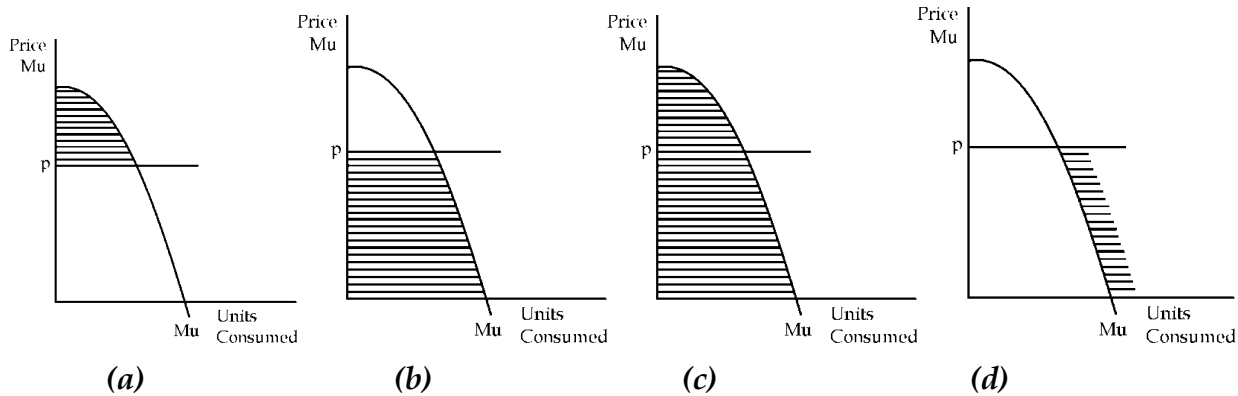 Price
Mu
p
Mu
Units
Consumed
(a)
Price
Mu
p
Mu
Units
Consumed
(b)
Price
Mu
p
Mu
Units
Consumed
(c)
Price
Mu
p
Mu
Units
Consumed
(d)